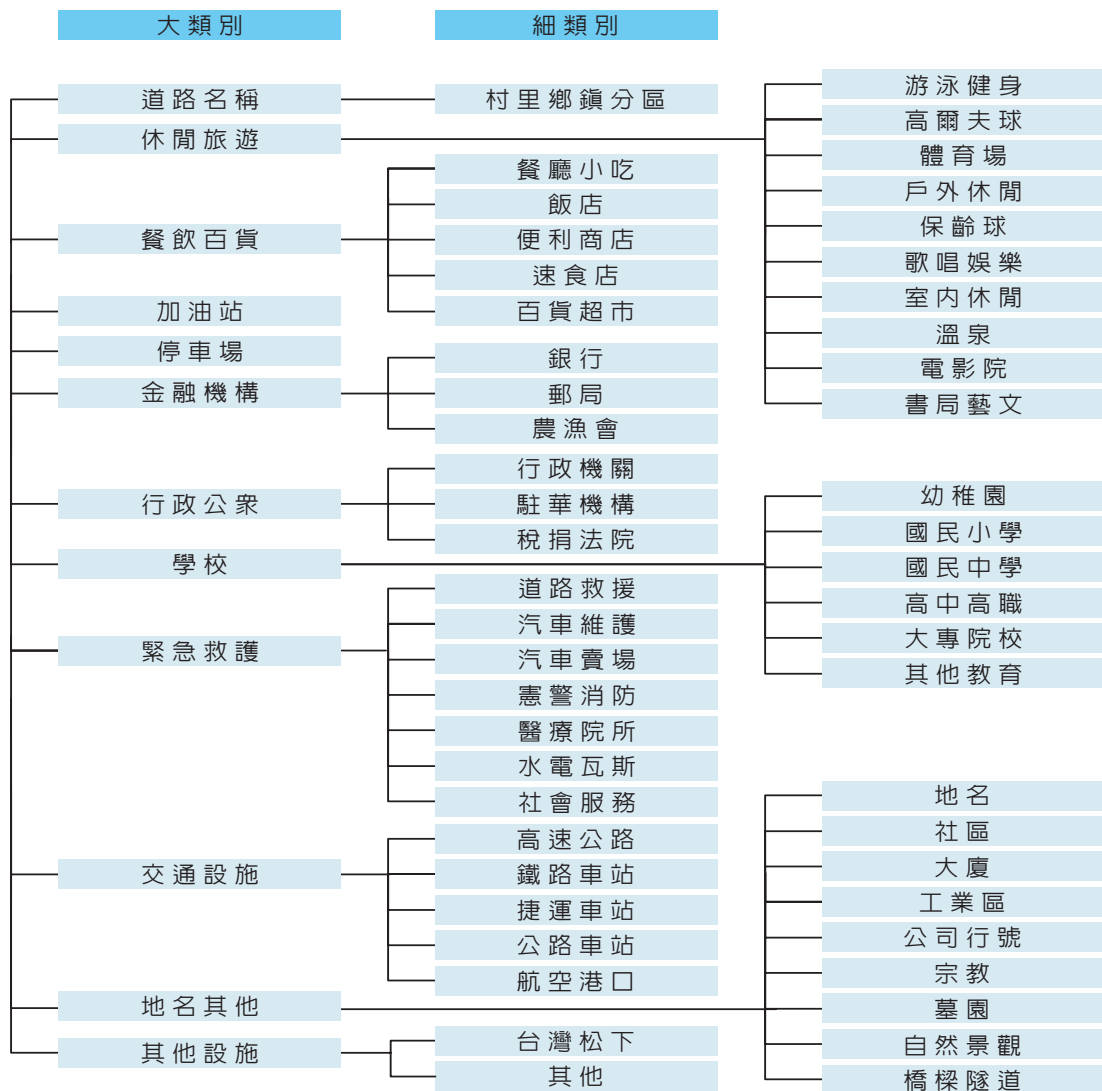 大類別
細類別
道路名稱
村里鄉鎮分區
休閒旅遊
游泳健身
高爾夫球
體育場
戶外休閒
保齡球
歌唱娛樂
室內休閒
溫泉
電影院
書局藝文
餐飲百貨
餐廳小吃
飯店
便利商店
速食店
百貨超市
加油站
停車場
金融機構
銀行
郵局
農漁會
行政公眾
行政機關
駐華機構
稅捐法院
學校
幼稚園
國民小學
國民中學
高中高職
大專院校
其他教育
緊急救護
道路救援
汽車維護
汽車賣場
憲警消防
醫療院所
水電瓦斯
社會服務
交通設施
高速公路
鐵路車站
捷運車站
公路車站
航空港口
地名其他
地名
社區
大廈
工業區
公司行號
宗教
墓園
自然景觀
橋樑隧道
其他設施
台灣松下
其他